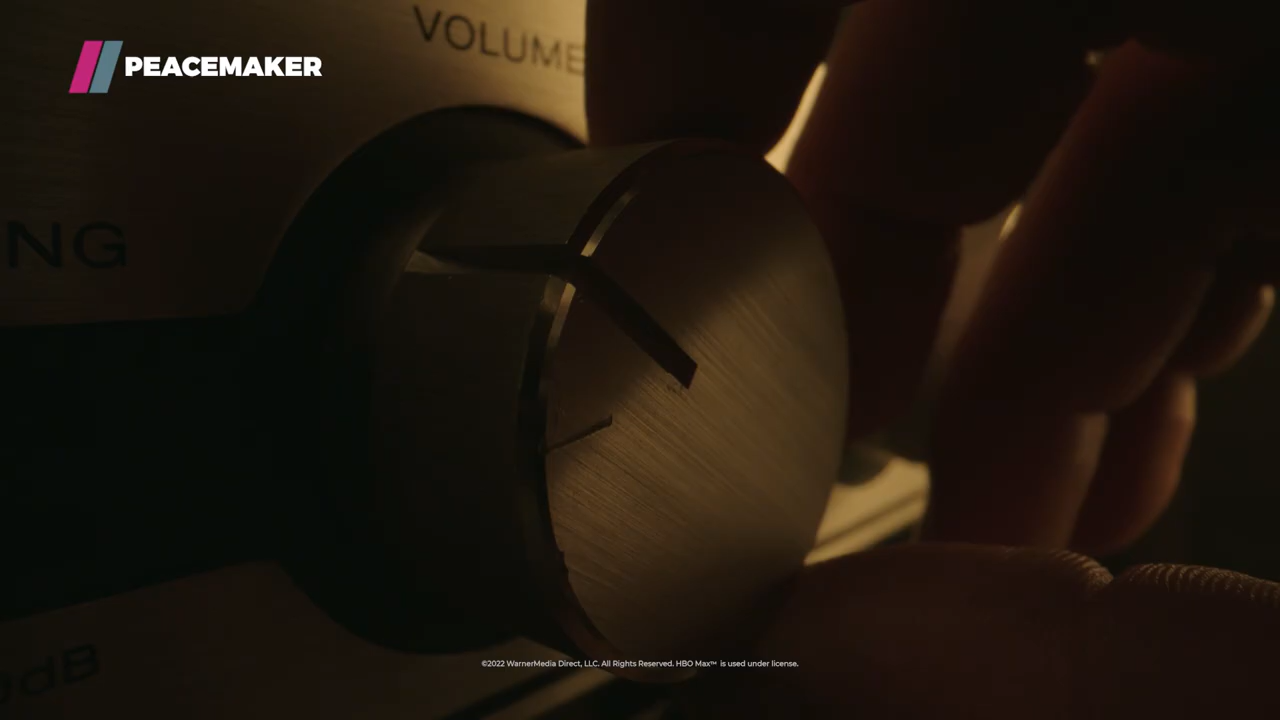 VOLUME
PEACEMAKER
NG
dB
©2022 WarnerMedia Direct, LLC. All Rights Reserved. HBO Max™ is used under license.